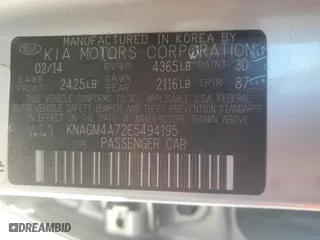 MANUFACTURED IN KOREA BY
KIA MOTORS CORPORATION
02/14 GVWR 4365LB PAINT 3D
GAWR FRONT 2425LB GAWR REAR 2116LB TRIM 87
THIS VEHICLE CONFORMS TO ALL APPLICABLE
FEDERAL MOTOR VEHICLE SAFETY, BUMPER,
AND THEFT PREVENTION STANDARDS IN EFFECT
ON THE DATE OF MANUFACTURE SHOWN ABOVE.
V.I.N KNAGM4A72E5494195
TYPE PASSENGER CAR
© DREAMBID.COM